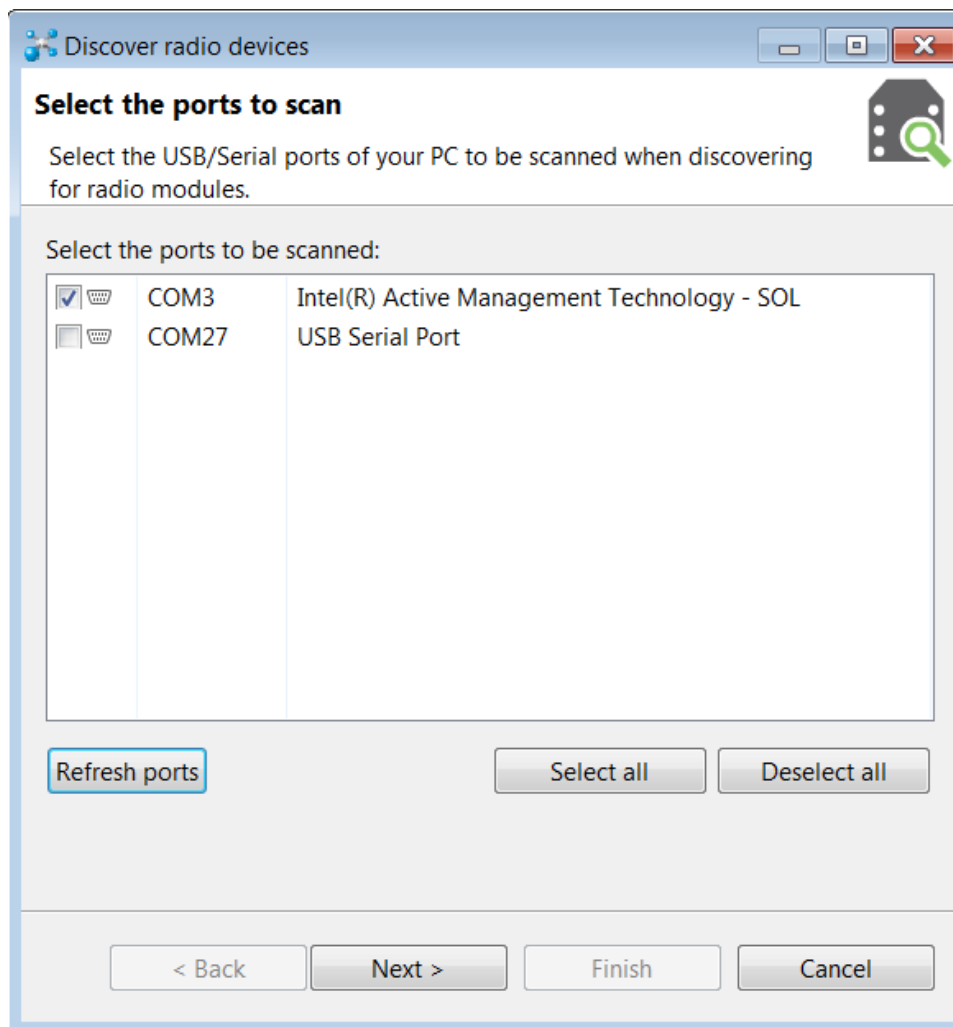 Discover radio devices
Select the ports to scan
Select the USB/Serial ports of your PC to be scanned when discovering
for radio modules.
Select the ports to be scanned:
COM3 Intel(R) Active Management Technology - SOL
COM27 USB Serial Port
Refresh ports Select all Deselect all
< Back Next > Finish Cancel